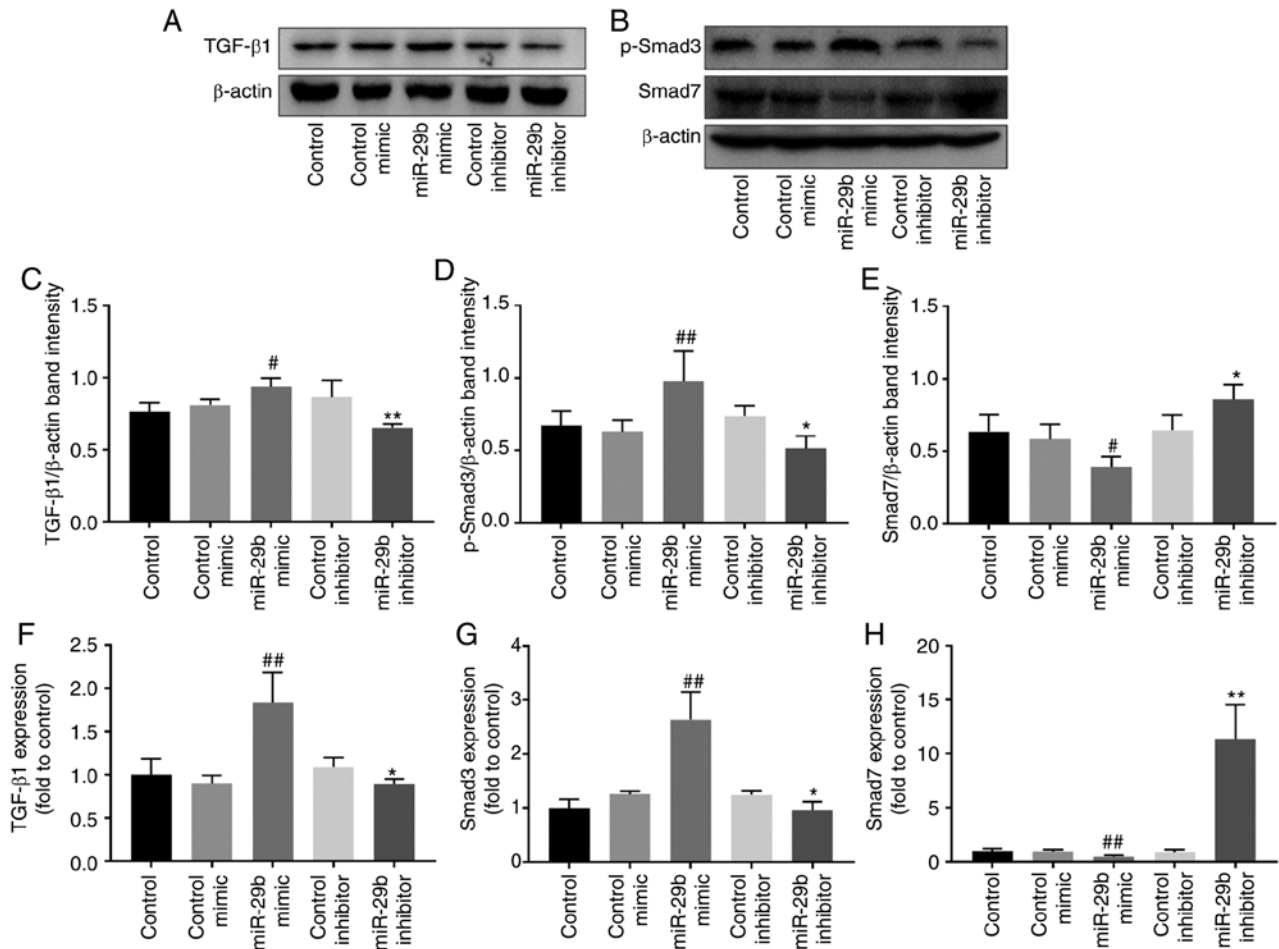 A
TGF-β1
β-actin
Control
Control
mimic
miR-29b
mimic
Control
inhibitor
miR-29b
inhibitor
B
p-Smad3
Smad7
β-actin
Control
Control
mimic
miR-29b
mimic
Control
inhibitor
miR-29b
inhibitor
C
TGF-β1/β-actin band intensity
1.5
1.0
0.5
0.0
#
**
Control
Control
mimic
miR-29b
mimic
Control
inhibitor
miR-29b
inhibitor
D
p-Smad3/β-actin band intensity
1.5
1.0
0.5
0.0
##
*
Control
Control
mimic
miR-29b
mimic
Control
inhibitor
miR-29b
inhibitor
E
Smad7/β-actin band intensity
1.5
1.0
0.5
0.0
#
*
Control
Control
mimic
miR-29b
mimic
Control
inhibitor
miR-29b
inhibitor
F
TGF-β1 expression
(fold to control)
2.5
2.0
1.5
1.0
0.5
0.0
##
*
Control
Control
mimic
miR-29b
mimic
Control
inhibitor
miR-29b
inhibitor
G
Smad3 expression
(fold to control)
4
3
2
1
0
##
*
Control
Control
mimic
miR-29b
mimic
Control
inhibitor
miR-29b
inhibitor
H
Smad7 expression
(fold to control)
20
15
10
5
0
##
**
Control
Control
mimic
miR-29b
mimic
Control
inhibitor
miR-29b
inhibitor